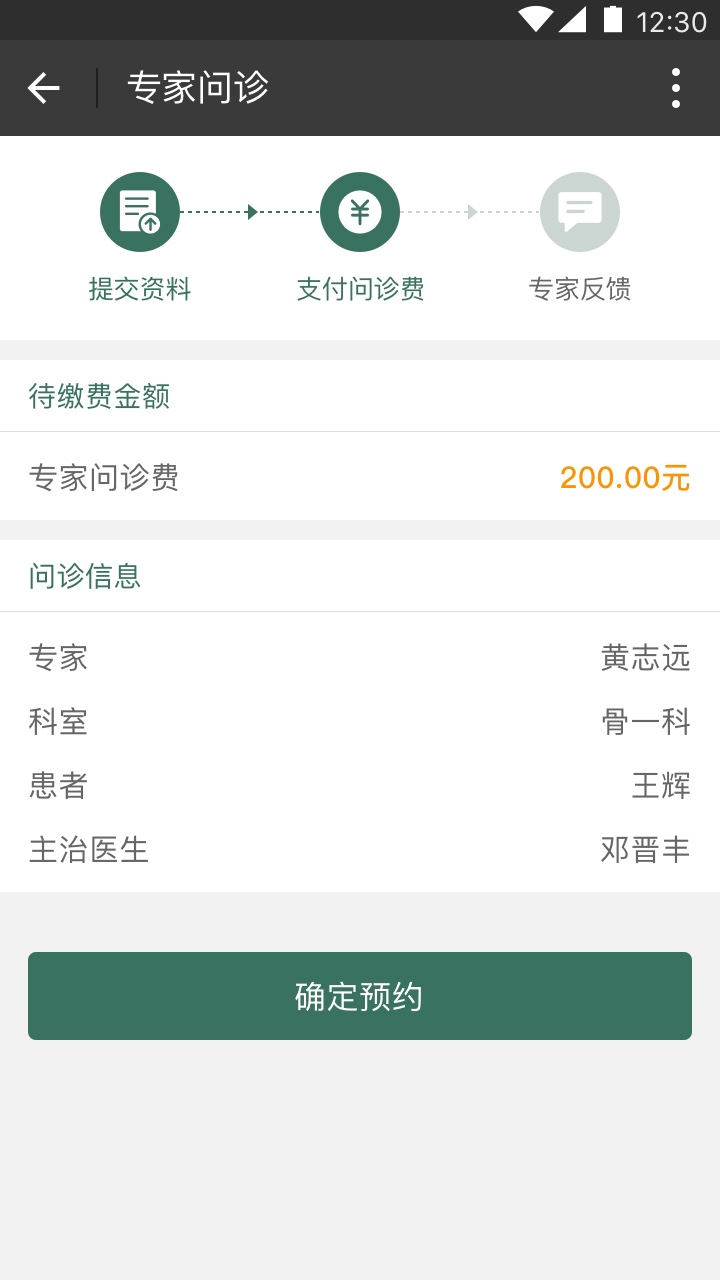 12:30
专家问诊
提交资料 支付问诊费 专家反馈
待缴费金额
专家问诊费 200.00元
问诊信息
专家 黄志远
科室 骨一科
患者 王辉
主治医生 邓晋丰
确定预约